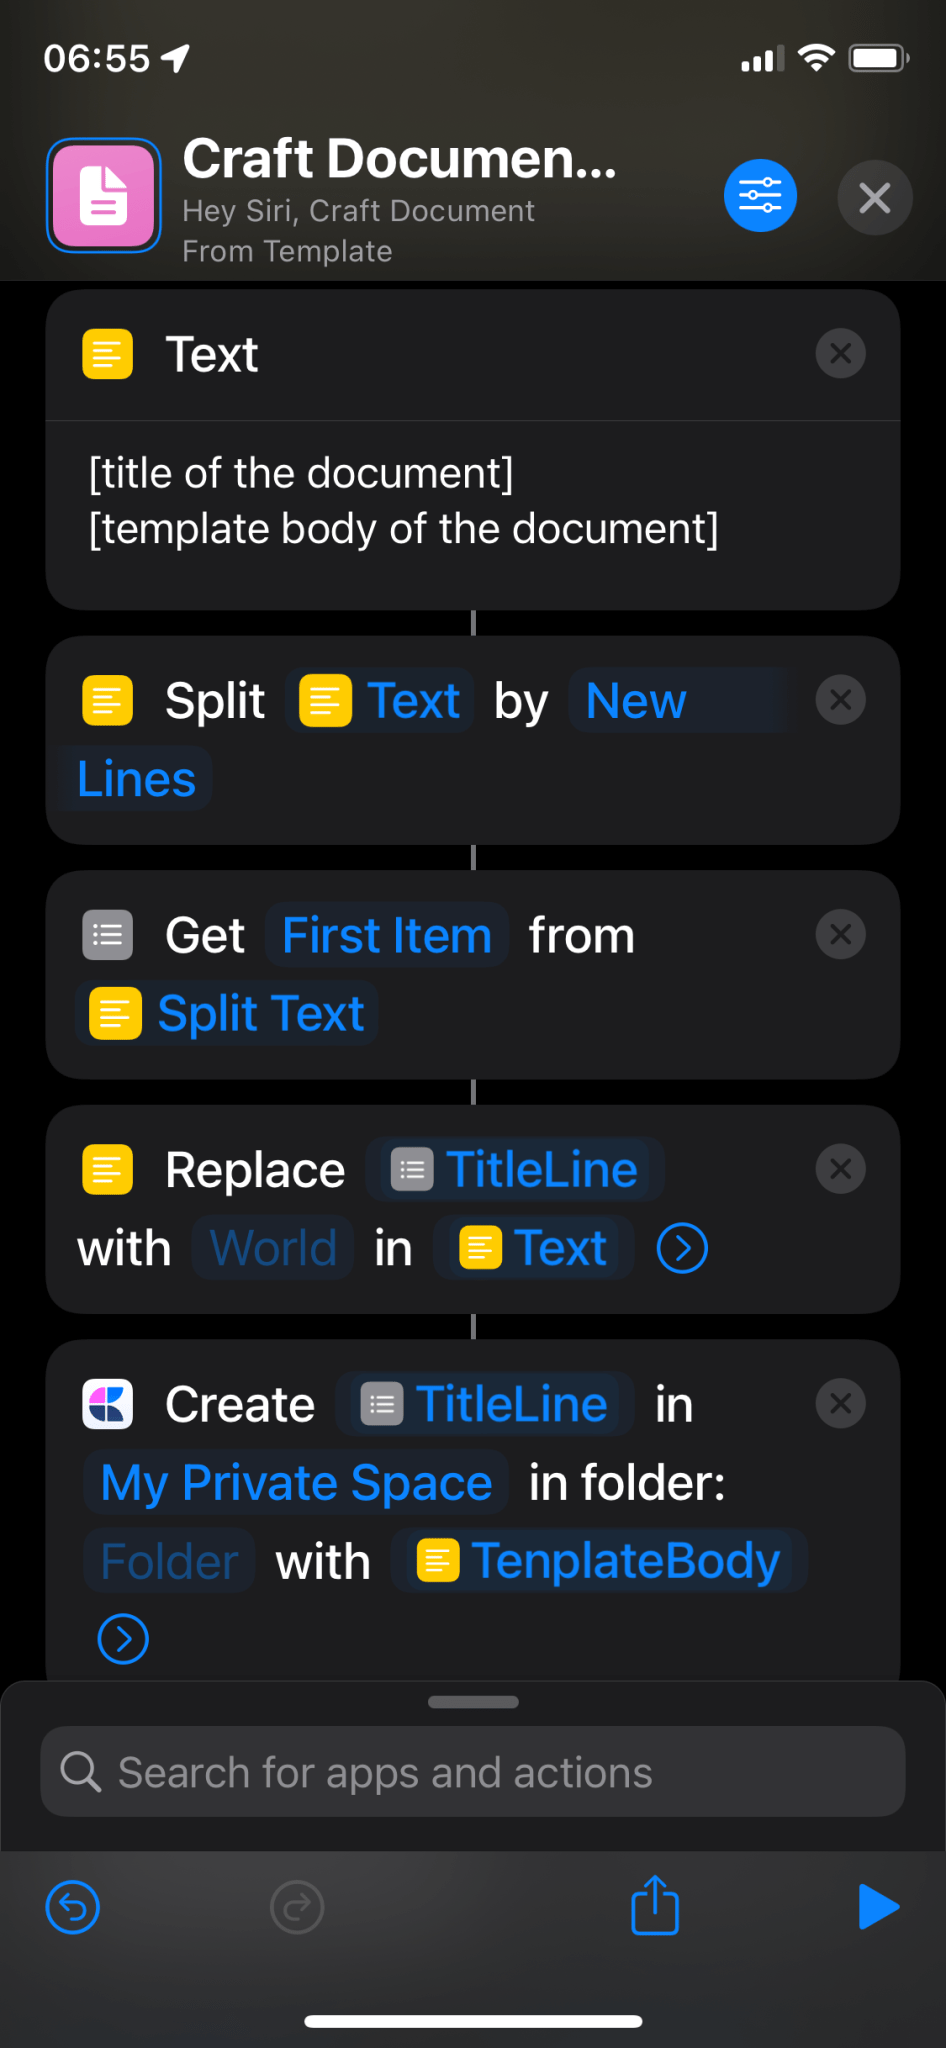 06:55
Craft Documen...
Hey Siri, Craft Document
From Template
Text
[title of the document]
[template body of the document]
Split Text by New
Lines
Get First Item from
Split Text
Replace TitleLine
with World in Text
Create TitleLine in
My Private Space in folder:
Folder with TenplateBody
Search for apps and actions